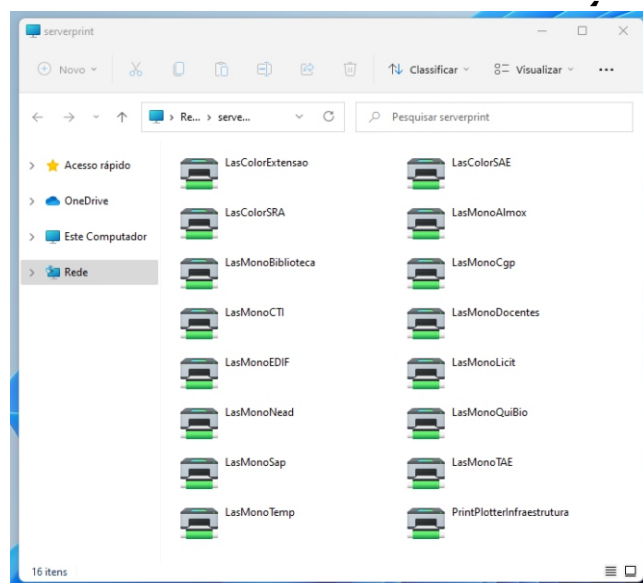 serverprint
Novo
Classificar
Visualizar
Re... serve...
Pesquisar serverprint
Acesso rápido
OneDrive
Este Computador
Rede
LasColorExtensao LasColorSAE
LasColorSRA LasMonoAlmox
LasMonoBiblioteca LasMonoCgp
LasMonoCTI LasMonoDocentes
LasMonoEDIF LasMonoLicit
LasMonoNead LasMonoQuiBio
LasMonoSap LasMonoTAE
LasMonoTemp PrintPlotterInfraestrutura
16 itens